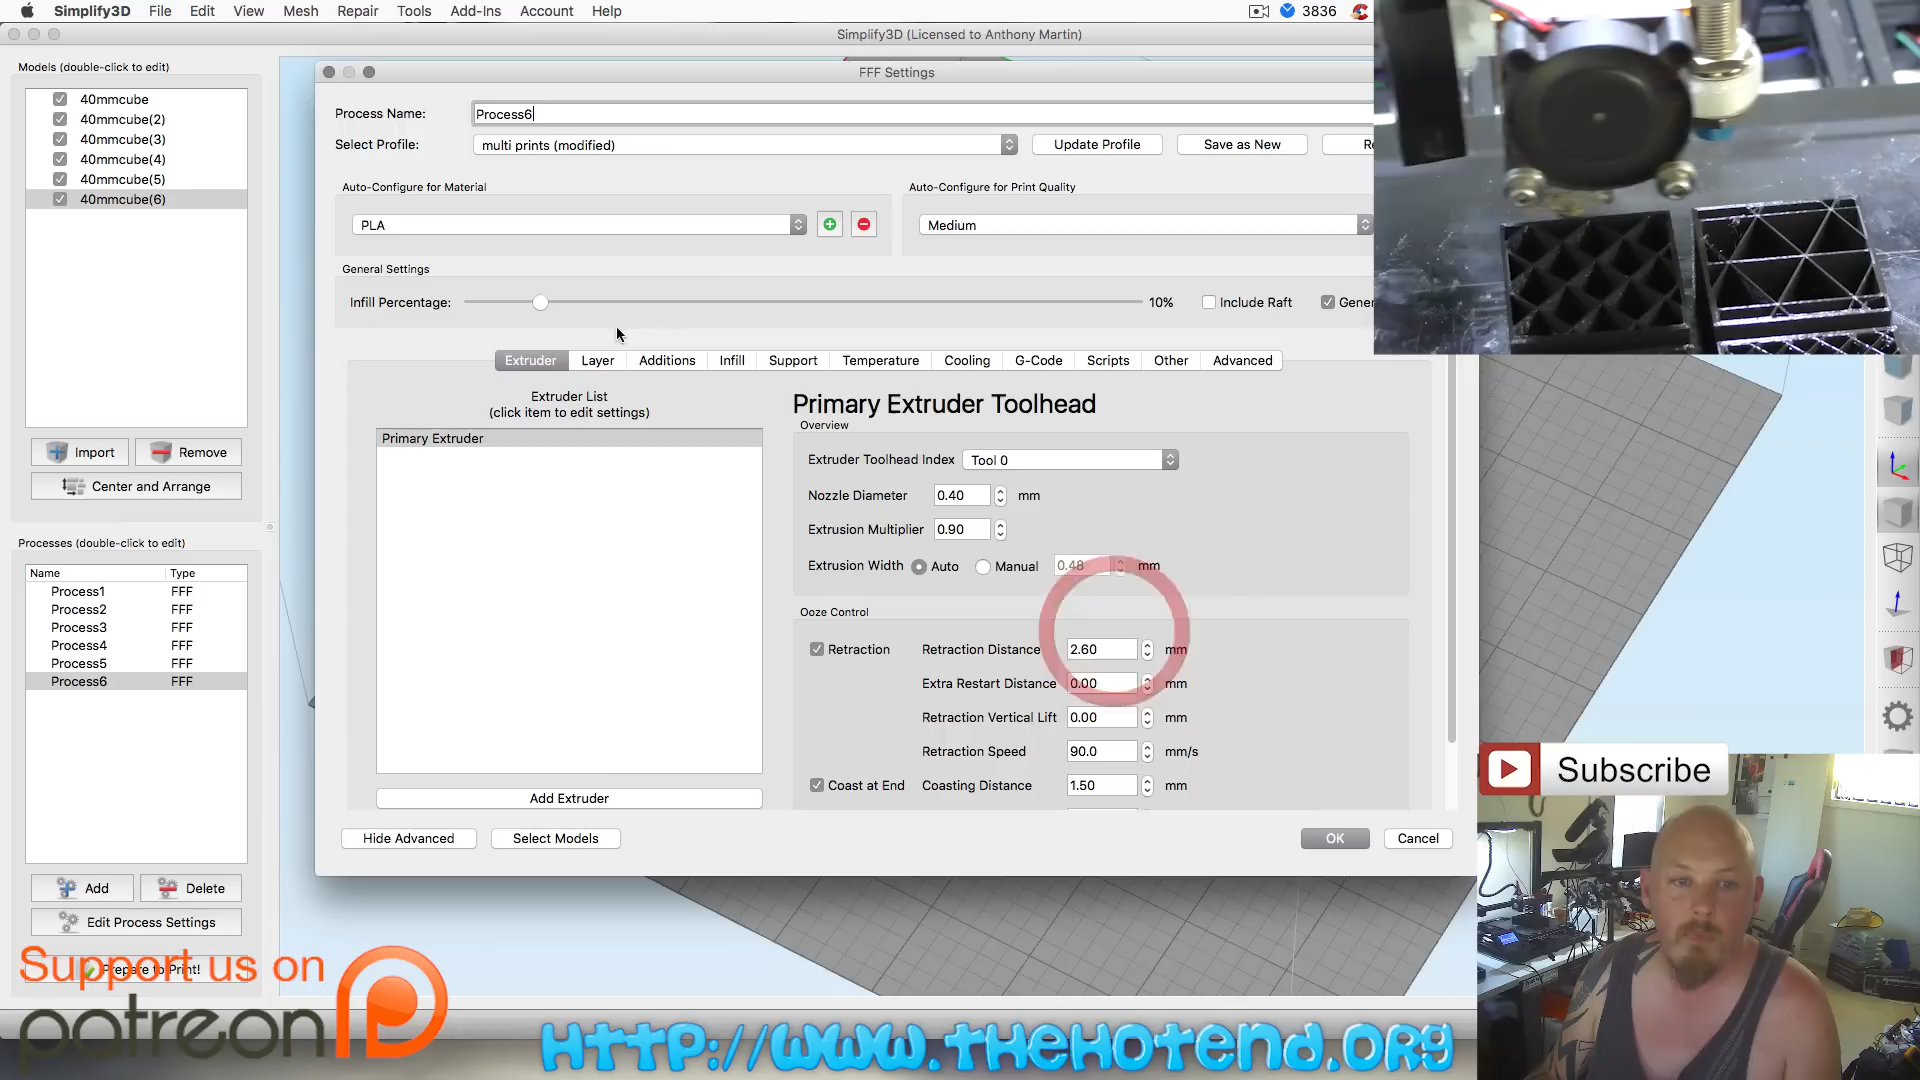 Simplify3D File Edit View Mesh Repair Tools Add-Ins Account Help 3836
Simplify3D (Licensed to Anthony Martin)
Models (double-click to edit)
40mmcube
40mmcube(2)
40mmcube(3)
40mmcube(4)
40mmcube(5)
40mmcube(6)
Import Remove
Center and Arrange
Processes (double-click to edit)
Name Type
Process1 FFF
Process2 FFF
Process3 FFF
Process4 FFF
Process5 FFF
Process6 FFF
Add Delete
Edit Process Settings
Prepare to Print!
FFF Settings
Process Name: Process6
Select Profile: multi prints (modified) Update Profile Save as New Re
Auto-Configure for Material
PLA
Auto-Configure for Print Quality
Medium
General Settings
Infill Percentage: 10% Include Raft Gener
Extruder Layer Additions Infill Support Temperature Cooling G-Code Scripts Other Advanced
Extruder List
(click item to edit settings)
Primary Extruder
Add Extruder
Primary Extruder Toolhead
Overview
Extruder Toolhead Index Tool 0
Nozzle Diameter 0.40 mm
Extrusion Multiplier 0.90
Extrusion Width Auto Manual 0.48 mm
Ooze Control
Retraction Retraction Distance 2.60 mm
Extra Restart Distance 0.00 mm
Retraction Vertical Lift 0.00 mm
Retraction Speed 90.0 mm/s
Coast at End Coasting Distance 1.50 mm
Hide Advanced Select Models OK Cancel
Subscribe
Support us on
patreon
HTTP://www.THeHOTenD.ORG